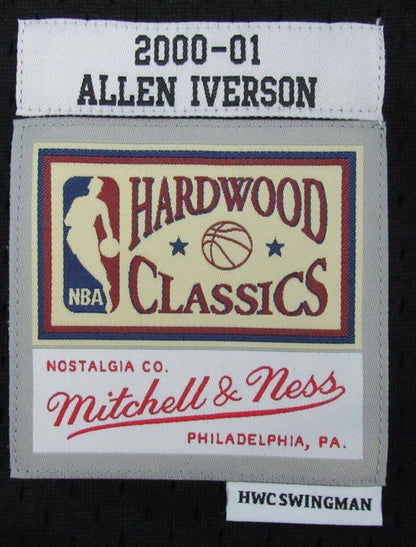 2000-01
ALLEN IVERSON
HARDWOOD
NBA
CLASSICS
NOSTALGIA CO.
Mitchell & Ness
PHILADELPHIA, PA.
HWC SWINGMAN